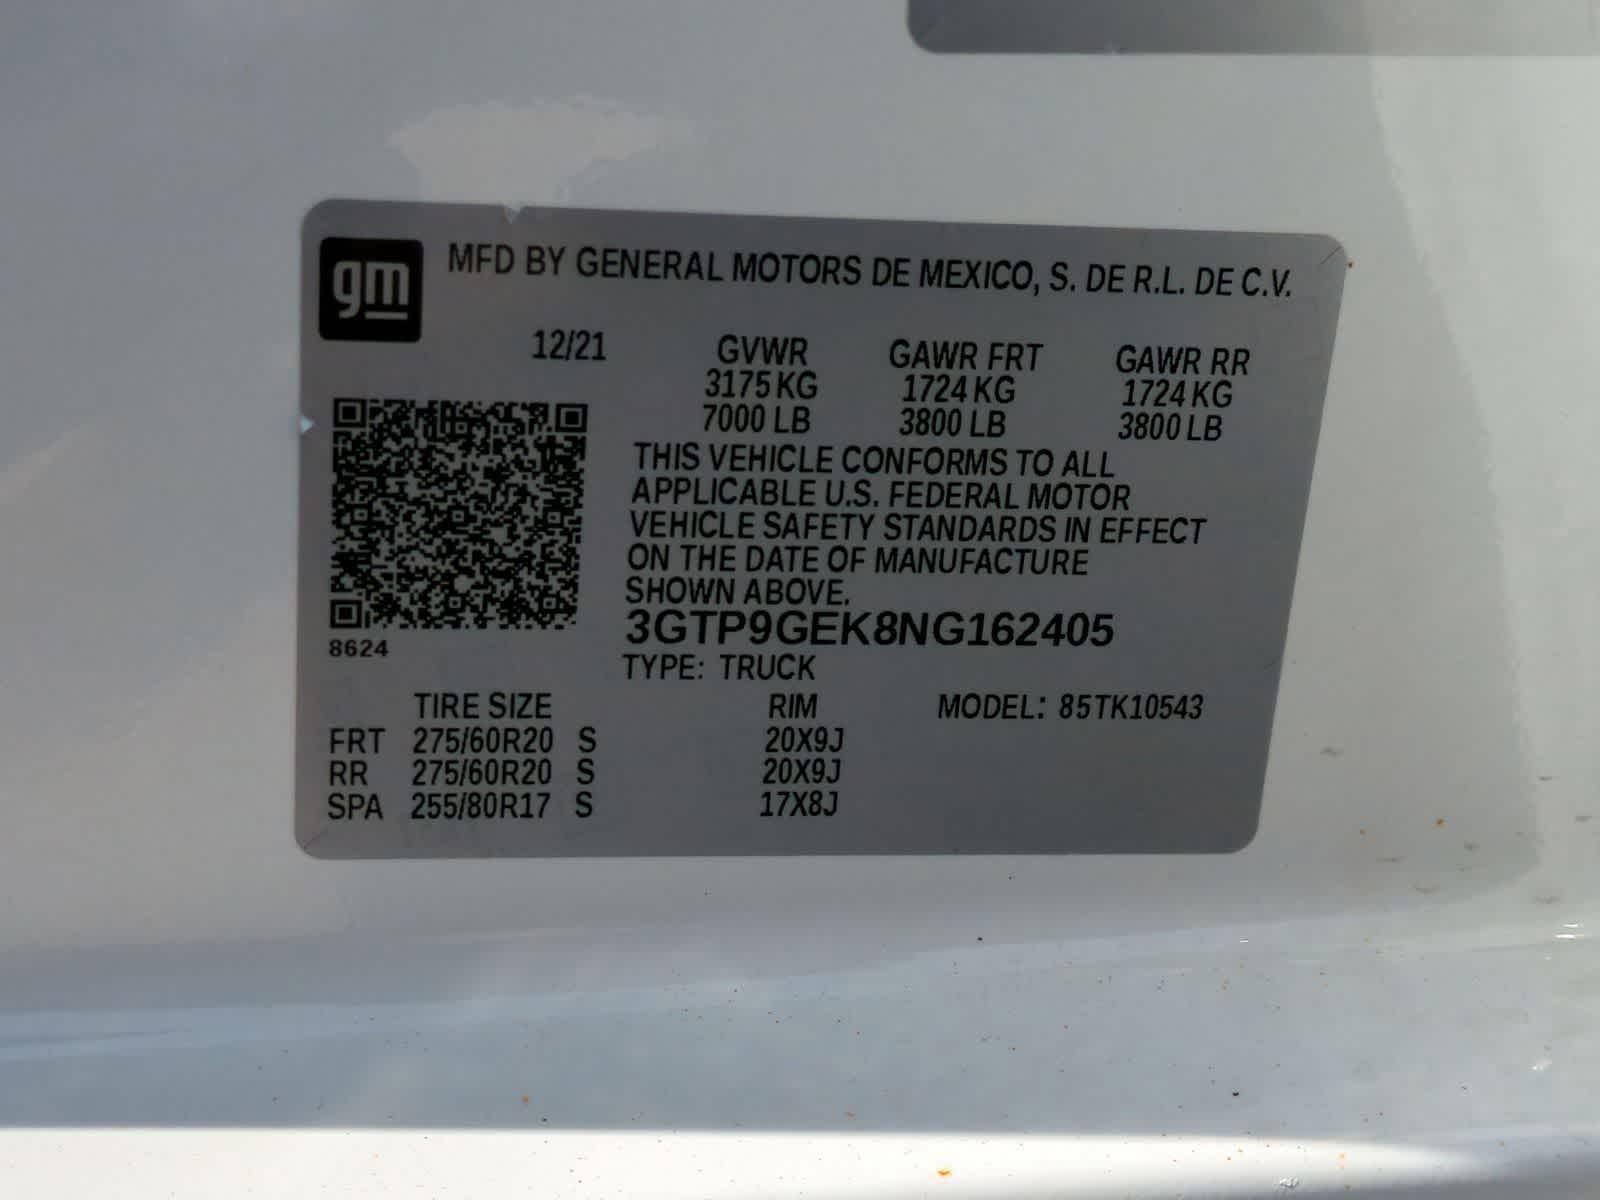 gm
MFD BY GENERAL MOTORS DE MEXICO, S. DE R.L. DE C.V.
12/21
GVWR GAWR FRT GAWR RR
3175 KG 1724 KG 1724 KG
7000 LB 3800 LB 3800 LB
THIS VEHICLE CONFORMS TO ALL
APPLICABLE U.S. FEDERAL MOTOR
VEHICLE SAFETY STANDARDS IN EFFECT
ON THE DATE OF MANUFACTURE
SHOWN ABOVE.
3GTP9GEK8NG162405
8624
TYPE: TRUCK
TIRE SIZE RIM MODEL: 85TK10543
FRT 275/60R20 S 20X9J
RR 275/60R20 S 20X9J
SPA 255/80R17 S 17X8J